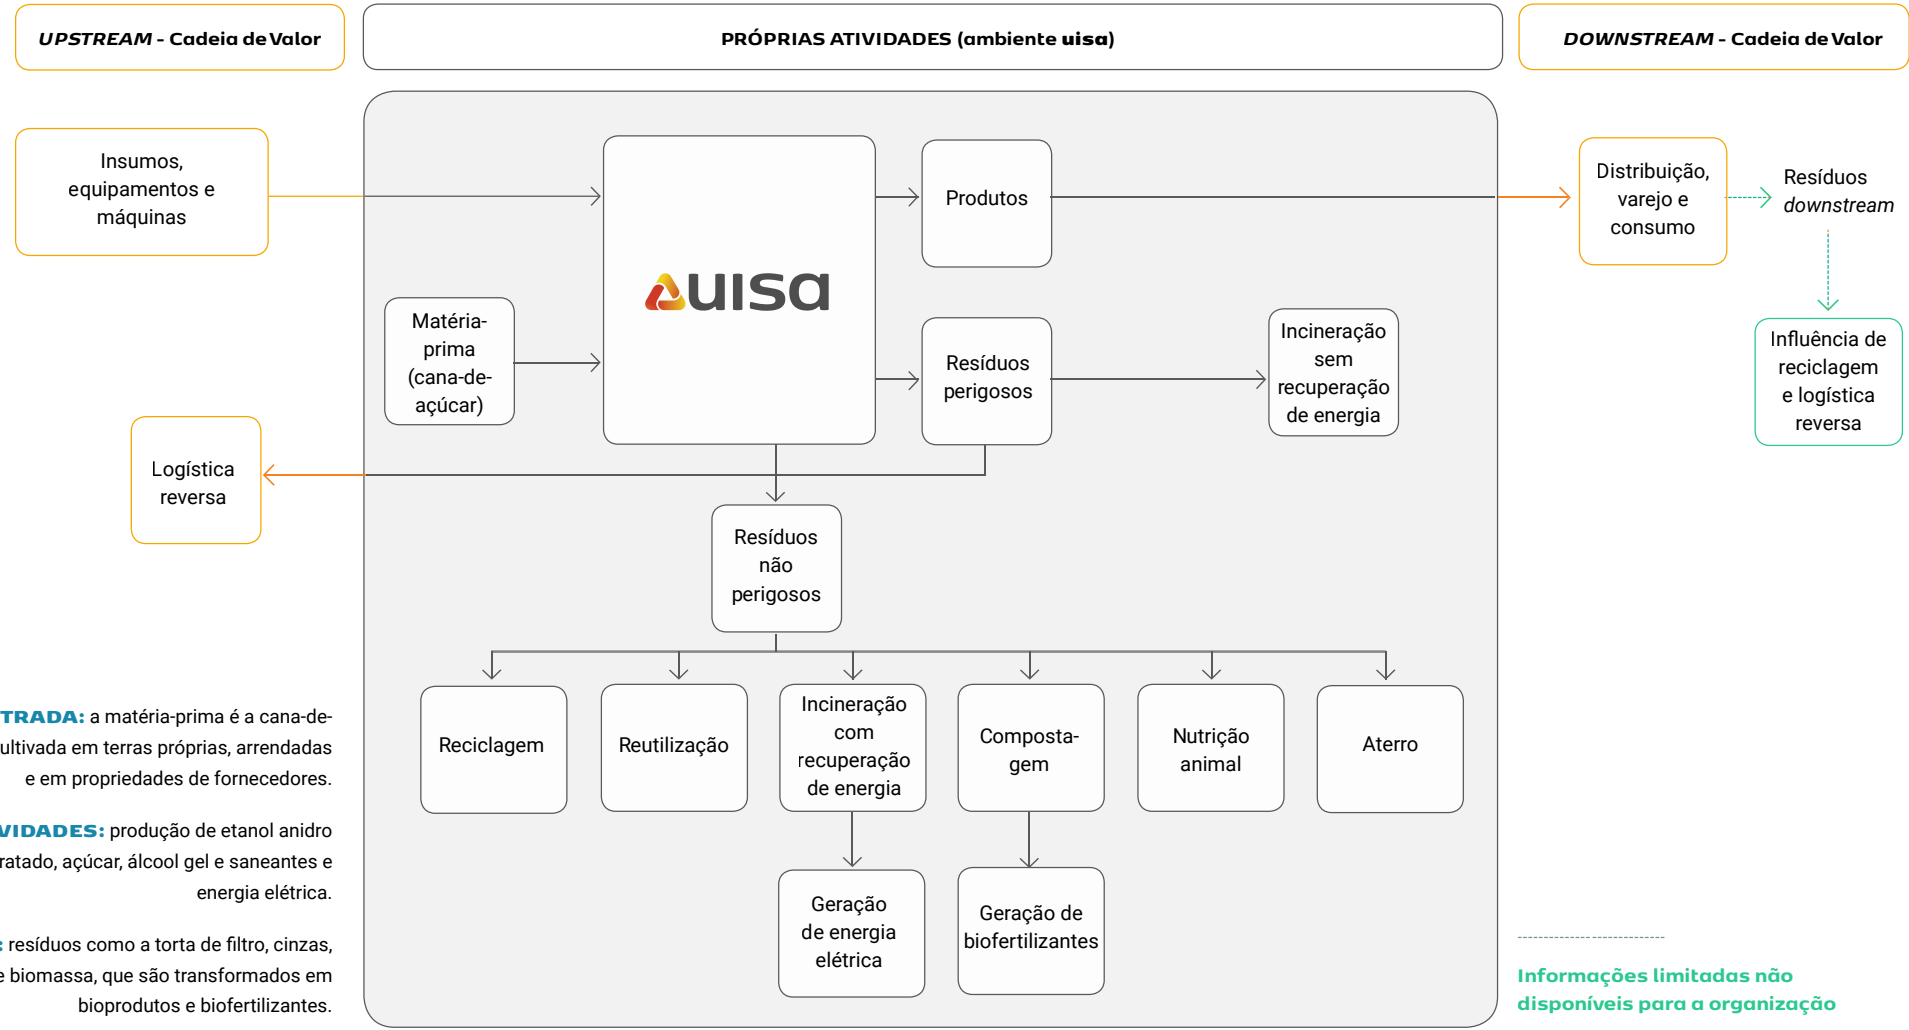 UPSTREAM - Cadeia de Valor
PRÓPRIAS ATIVIDADES (ambiente uisa)
DOWNSTREAM - Cadeia de Valor
Insumos,
equipamentos e
máquinas
Matéria-
prima
(cana-de-
açúcar)
Logística
reversa
uisa
Produtos
Resíduos
perigosos
Incineração
sem
recuperação
de energia
Distribuição,
varejo e
consumo
Resíduos
downstream
Influência de
reciclagem
e logística
reversa
Resíduos
não
perigosos
Reciclagem
Reutilização
Incineração
com
recuperação
de energia
Composta-
gem
Nutrição
animal
Aterro
Geração
de energia
elétrica
Geração de
biofertilizantes
TRADA: a matéria-prima é a cana-de-
ultivada em terras próprias, arrendadas
e em propriedades de fornecedores.
VIDADES: produção de etanol anidro
ratado, açúcar, álcool gel e saneantes e
energia elétrica.
: resíduos como a torta de filtro, cinzas,
e biomassa, que são transformados em
bioprodutos e biofertilizantes.
Informações limitadas não
disponíveis para a organização